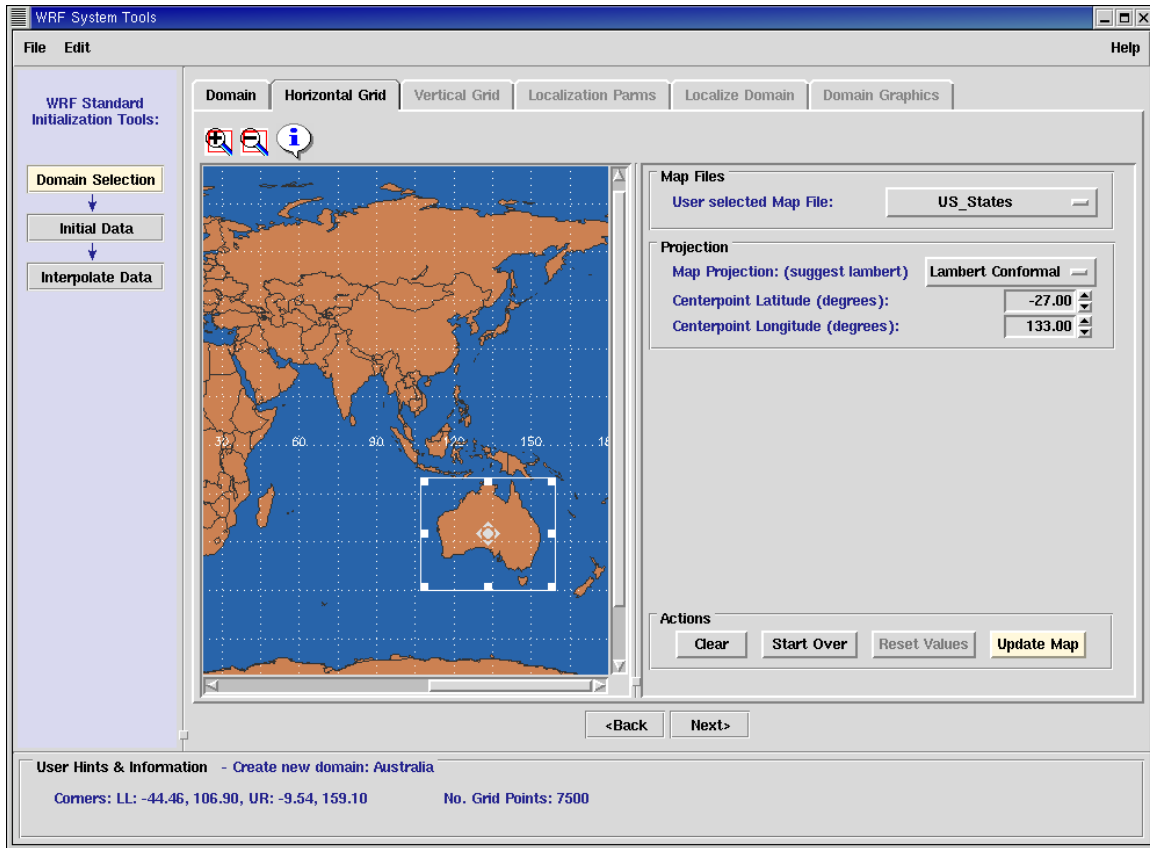 WRF System Tools
File Edit Help
WRF Standard
Initialization Tools:
Domain Selection
Initial Data
Interpolate Data
Domain Horizontal Grid Vertical Grid Localization Parms Localize Domain Domain Graphics
30 60 90 120 150 18
Map Files
User selected Map File: US_States
Projection
Map Projection: (suggest lambert) Lambert Conformal
Centerpoint Latitude (degrees): -27.00
Centerpoint Longitude (degrees): 133.00
Actions
Clear Start Over Reset Values Update Map
<Back Next>
User Hints & Information - Create new domain: Australia
Corners: LL: -44.46, 106.90, UR: -9.54, 159.10 No. Grid Points: 7500